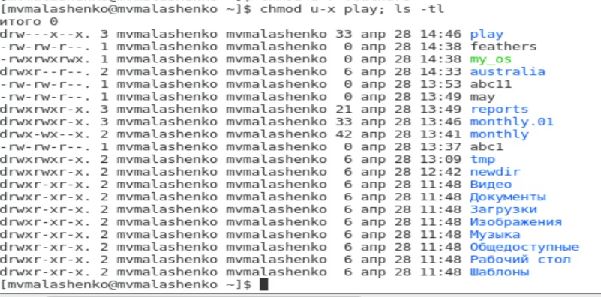 [mvmalashenko@mvmalashenko ~]$ chmod u-x play; ls -tl
итого 0
drw---x--x. 3 mvmalashenko mvmalashenko 33 апр 28 14:46 play
-rw-rw-r--. 1 mvmalashenko mvmalashenko 0 апр 28 14:38 feathers
-rwxrwxrwx. 1 mvmalashenko mvmalashenko 0 апр 28 14:38 my_os
drwxr--r--. 2 mvmalashenko mvmalashenko 6 апр 28 14:33 australia
-rw-rw-r--. 1 mvmalashenko mvmalashenko 0 апр 28 13:53 abc11
-rw-rw-r--. 1 mvmalashenko mvmalashenko 0 апр 28 13:49 may
drwxrwxr-x. 3 mvmalashenko mvmalashenko 21 апр 28 13:49 reports
drwxrwxr-x. 3 mvmalashenko mvmalashenko 33 апр 28 13:46 monthly.01
drwx-wx--x. 2 mvmalashenko mvmalashenko 42 апр 28 13:41 monthly
-rw-rw-r--. 1 mvmalashenko mvmalashenko 0 апр 28 13:37 abc1
drwxrwxr-x. 2 mvmalashenko mvmalashenko 6 апр 28 13:09 tmp
drwxrwxr-x. 2 mvmalashenko mvmalashenko 6 апр 28 12:42 newdir
drwxr-xr-x. 2 mvmalashenko mvmalashenko 6 апр 28 11:48 Видео
drwxr-xr-x. 2 mvmalashenko mvmalashenko 6 апр 28 11:48 Документы
drwxr-xr-x. 2 mvmalashenko mvmalashenko 6 апр 28 11:48 Загрузки
drwxr-xr-x. 2 mvmalashenko mvmalashenko 6 апр 28 11:48 Изображения
drwxr-xr-x. 2 mvmalashenko mvmalashenko 6 апр 28 11:48 Музыка
drwxr-xr-x. 2 mvmalashenko mvmalashenko 6 апр 28 11:48 Общедоступные
drwxr-xr-x. 2 mvmalashenko mvmalashenko 6 апр 28 11:48 Рабочий стол
drwxr-xr-x. 2 mvmalashenko mvmalashenko 6 апр 28 11:48 Шаблоны
[mvmalashenko@mvmalashenko ~]$